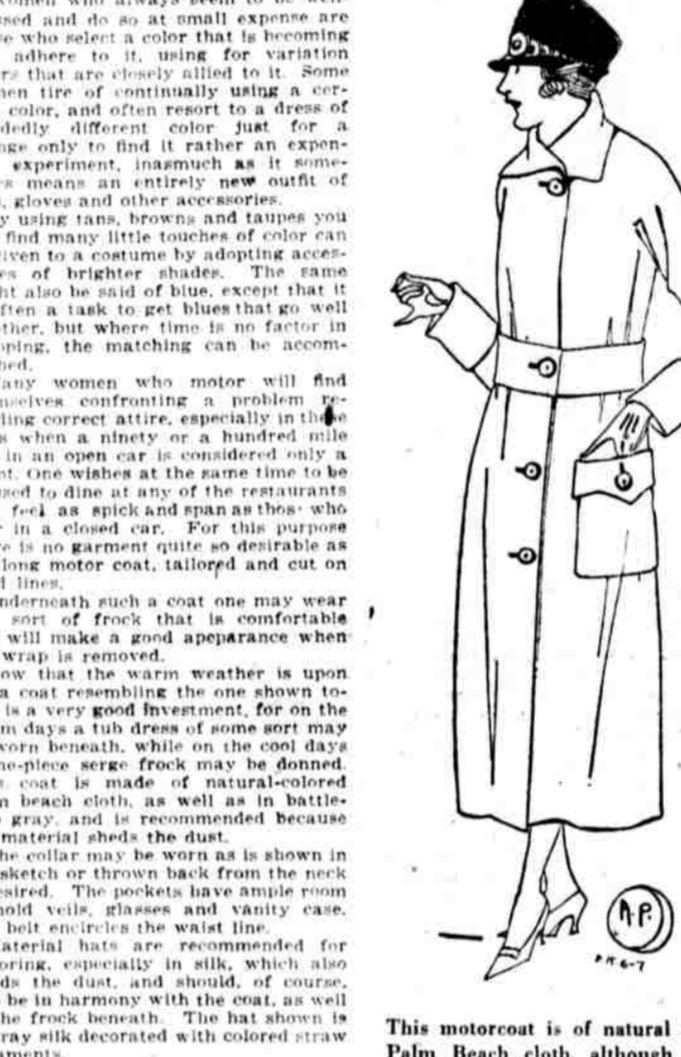 sed and do so at small expense are
e who select a color that is becoming
adhere to it, using for variation
rs that are closely allied to it. Some
nen tire of continually using a cer-
color, and often resort to a dress of
dedly different color just for a
nge only to find it rather an expen-
experiment, inasmuch as it some-
s means an entirely new outfit of
, gloves and other accessories.
y using tans, browns and taupes you
find many little touches of color can
iven to a costume by adopting acces-
es of brighter shades. The same
ht also be said of blue, except that it
ften a task to get blues that go well
ther, but where time is no factor in
pping, the matching can be accom-
hed.
any women who motor will find
mselves confronting a problem re-
ling correct attire, especially in these
s when a ninety or a hundred mile
in an open car is considered only a
nt. One wishes at the same time to be
sed to dine at any of the restaurants
feel as spick and span as thos who
r in a closed car. For this purpose
e is no garment quite so desirable as
long motor coat, tailored and cut on
d lines.
nderneath such a coat one may wear
sort of frock that is comfortable
will make a good apcparance when
wrap is removed.
ow that the warm weather is upon
a coat resembling the one shown to-
is a very good investment, for on the
m days a tub dress of some sort may
worn beneath, while on the cool days
ne-piece serge frock may be donned.
s coat is made of natural-colored
n beach cloth, as well as in battle-
gray, and is recommended because
material sheds the dust.
he collar may be worn as is shown in
sketch or thrown back from the neck
esired. The pockets have ample room
hold veils, glasses and vanity case.
belt encircles the waist line.
aterial hats are recommended for
oring, especially in silk, which also
ds the dust, and should, of course,
be in harmony with the coat, as well
he frock beneath. The hat shown is
ray silk decorated with colored straw
aments.
A.P.
This motorcoat is of natural
Palm Beach cloth, although